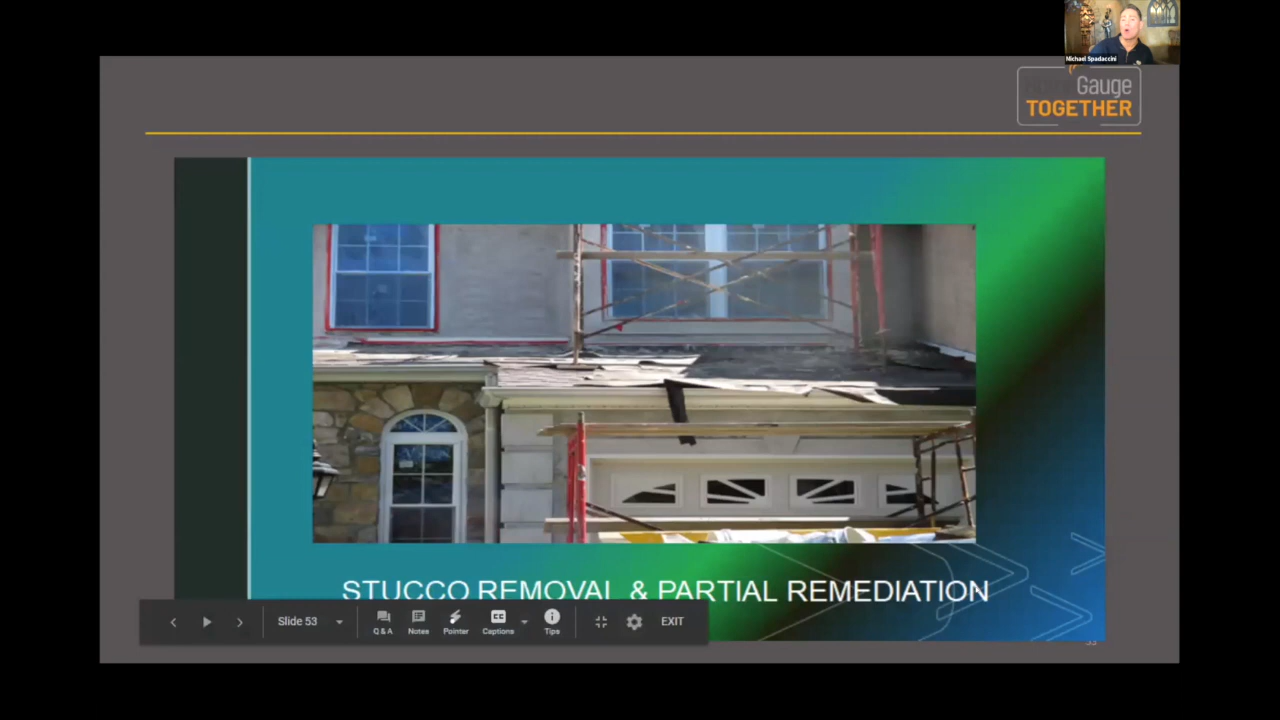 Michael Spadaccini
Gauge
TOGETHER
STUCCO REMOVAL & PARTIAL REMEDIATION
Slide 53
Q & A
Notes
Pointer
Captions
Tips
EXIT